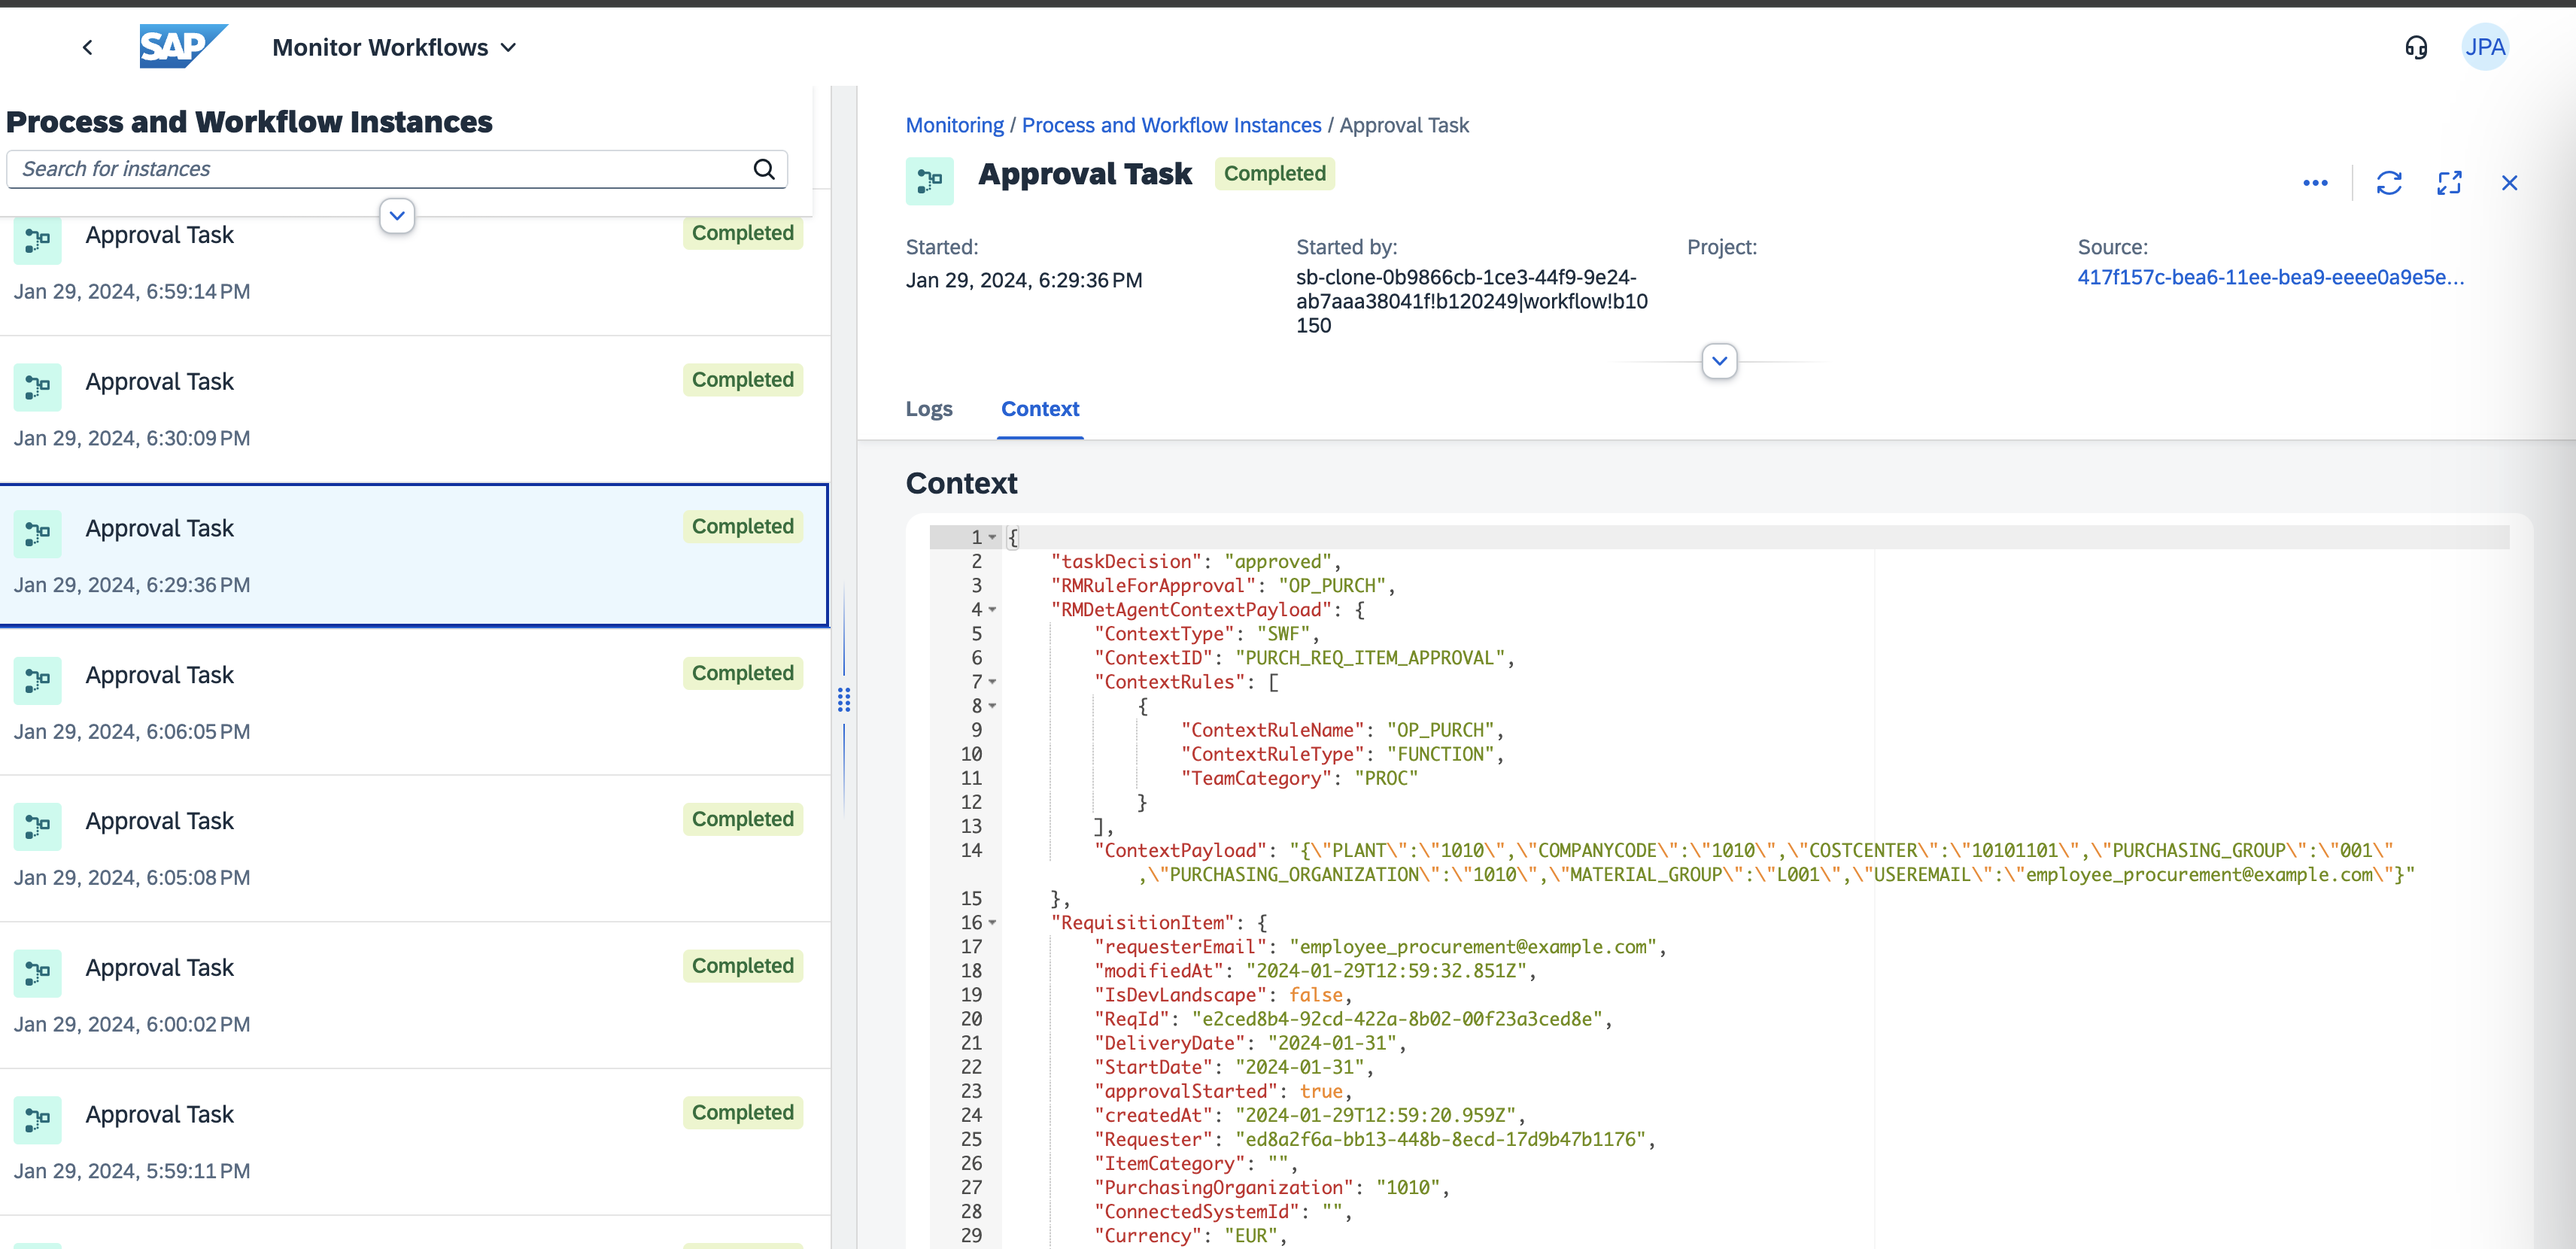 SAP
Monitor Workflows
JPA
Process and Workflow Instances
Search for instances
Approval Task
Completed
Jan 29, 2024, 6:59:14 PM
Approval Task
Completed
Jan 29, 2024, 6:30:09 PM
Approval Task
Completed
Jan 29, 2024, 6:29:36 PM
Approval Task
Completed
Jan 29, 2024, 6:06:05 PM
Approval Task
Completed
Jan 29, 2024, 6:05:08 PM
Approval Task
Completed
Jan 29, 2024, 6:00:02 PM
Approval Task
Completed
Jan 29, 2024, 5:59:11 PM
Monitoring / Process and Workflow Instances / Approval Task
Approval Task
Completed
Started:
Jan 29, 2024, 6:29:36 PM
Started by:
sb-clone-0b9866cb-1ce3-44f9-9e24-
ab7aaa38041f!b120249|workflow!b10
150
Project:
Source:
417f157c-bea6-11ee-bea9-eeee0a9e5e...
Logs
Context
Context
1 {
2 "taskDecision": "approved",
3 "RMRuleForApproval": "OP_PURCH",
4 "RMDetAgentContextPayload": {
5 "ContextType": "SWF",
6 "ContextID": "PURCH_REQ_ITEM_APPROVAL",
7 "ContextRules": [
8 {
9 "ContextRuleName": "OP_PURCH",
10 "ContextRuleType": "FUNCTION",
11 "TeamCategory": "PROC"
12 }
13 ],
14 "ContextPayload": "{\"PLANT\":\"1010\",\"COMPANYCODE\":\"1010\",\"COSTCENTER\":\"10101101\",\"PURCHASING_GROUP\":\"001\"
,\"PURCHASING_ORGANIZATION\":\"1010\",\"MATERIAL_GROUP\":\"L001\",\"USEREMAIL\":\"employee_procurement@example.com\"}"
15 },
16 "RequisitionItem": {
17 "requesterEmail": "employee_procurement@example.com",
18 "modifiedAt": "2024-01-29T12:59:32.851Z",
19 "IsDevLandscape": false,
20 "ReqId": "e2ced8b4-92cd-422a-8b02-00f23a3ced8e",
21 "DeliveryDate": "2024-01-31",
22 "StartDate": "2024-01-31",
23 "approvalStarted": true,
24 "createdAt": "2024-01-29T12:59:20.959Z",
25 "Requester": "ed8a2f6a-bb13-448b-8ecd-17d9b47b1176",
26 "ItemCategory": "",
27 "PurchasingOrganization": "1010",
28 "ConnectedSystemId": "",
29 "Currency": "EUR",